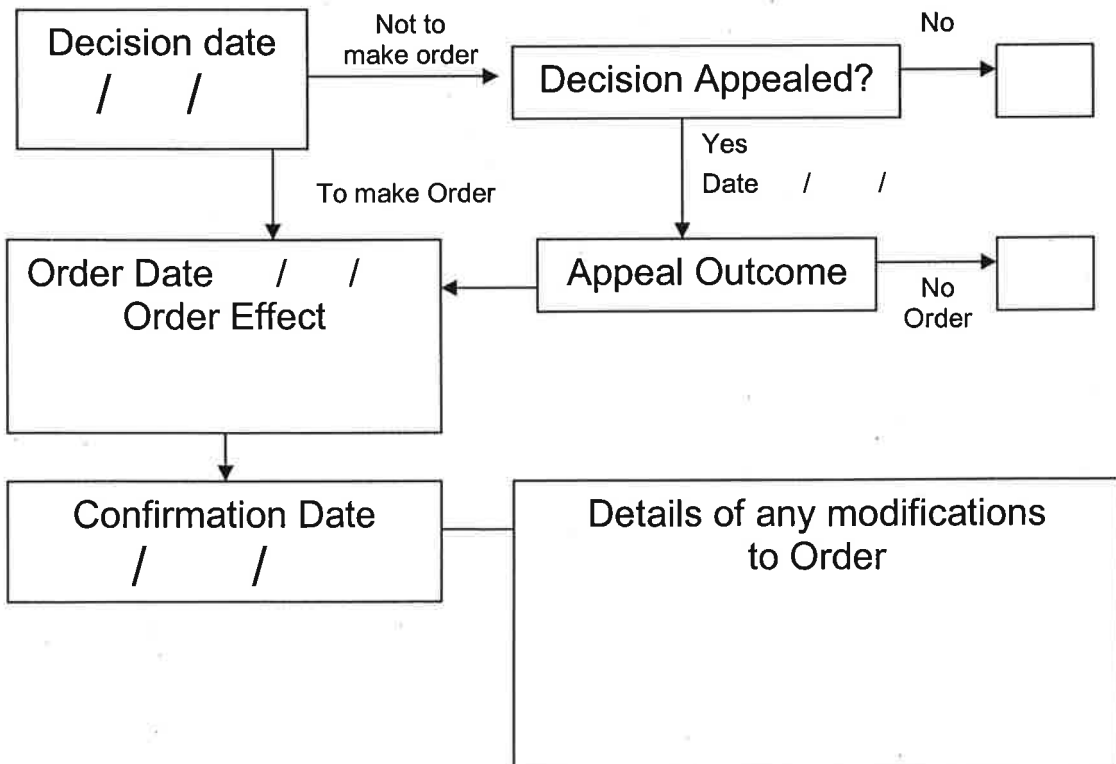 Decision date
/ /
Not to
make order
Decision Appealed?
No
To make Order
Yes
Date / /
Order Date / /
Order Effect
Appeal Outcome
No
Order
Confirmation Date
/ /
Details of any modifications
to Order